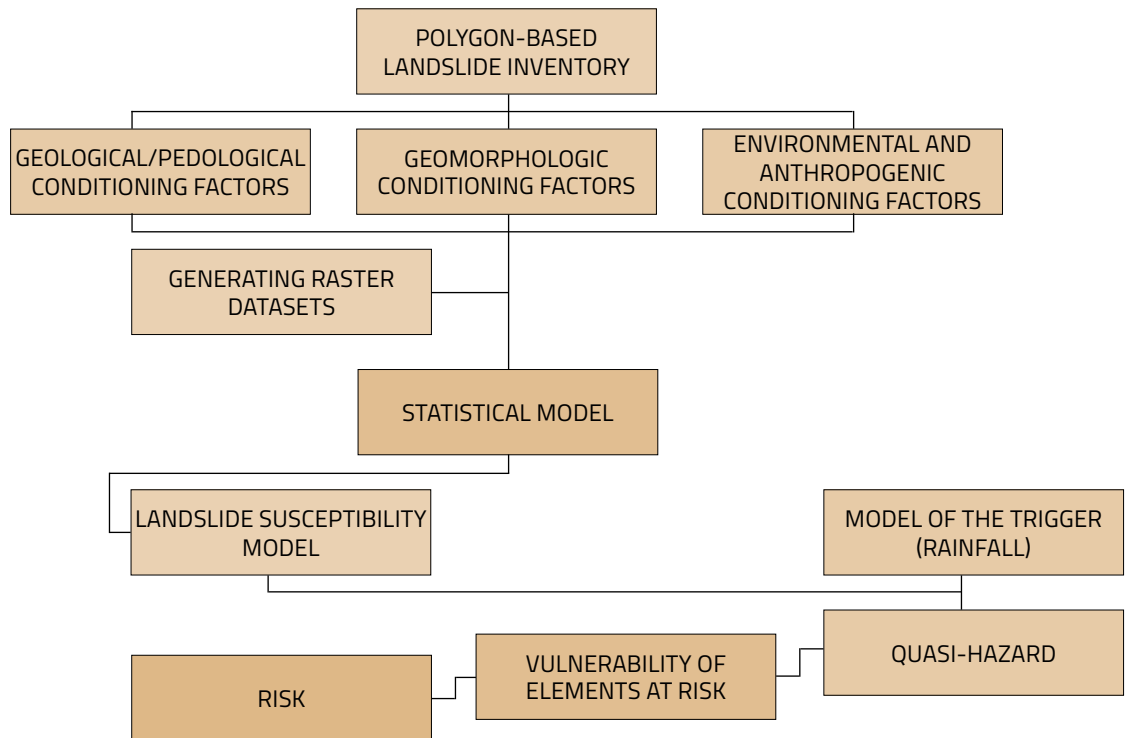 POLYGON-BASED
LANDSLIDE INVENTORY
GEOLOGICAL/PEDOLOGICAL
CONDITIONING FACTORS
GEOMORPHOLOGIC
CONDITIONING FACTORS
ENVIRONMENTAL AND
ANTHROPOGENIC
CONDITIONING FACTORS
GENERATING RASTER
DATASETS
STATISTICAL MODEL
LANDSLIDE SUSCEPTIBILITY
MODEL
MODEL OF THE TRIGGER
(RAINFALL)
QUASI-HAZARD
VULNERABILITY OF
ELEMENTS AT RISK
RISK